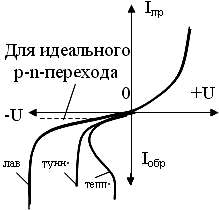 Iпр
Для идеального
p-n-перехода
0
+U
-U
Iобр
лав
тунн-
тепл-